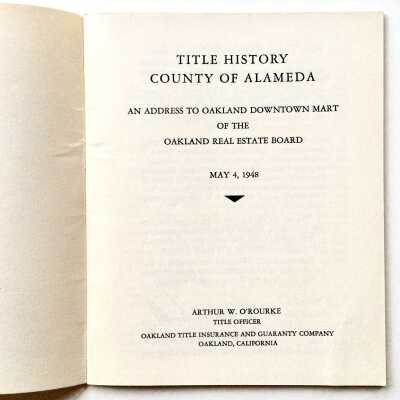 TITLE HISTORY
COUNTY OF ALAMEDA
AN ADDRESS TO OAKLAND DOWNTOWN MART
OF THE
OAKLAND REAL ESTATE BOARD
MAY 4, 1948
ARTHUR W. O'ROURKE
TITLE OFFICER
OAKLAND TITLE INSURANCE AND GUARANTY COMPANY
OAKLAND, CALIFORNIA